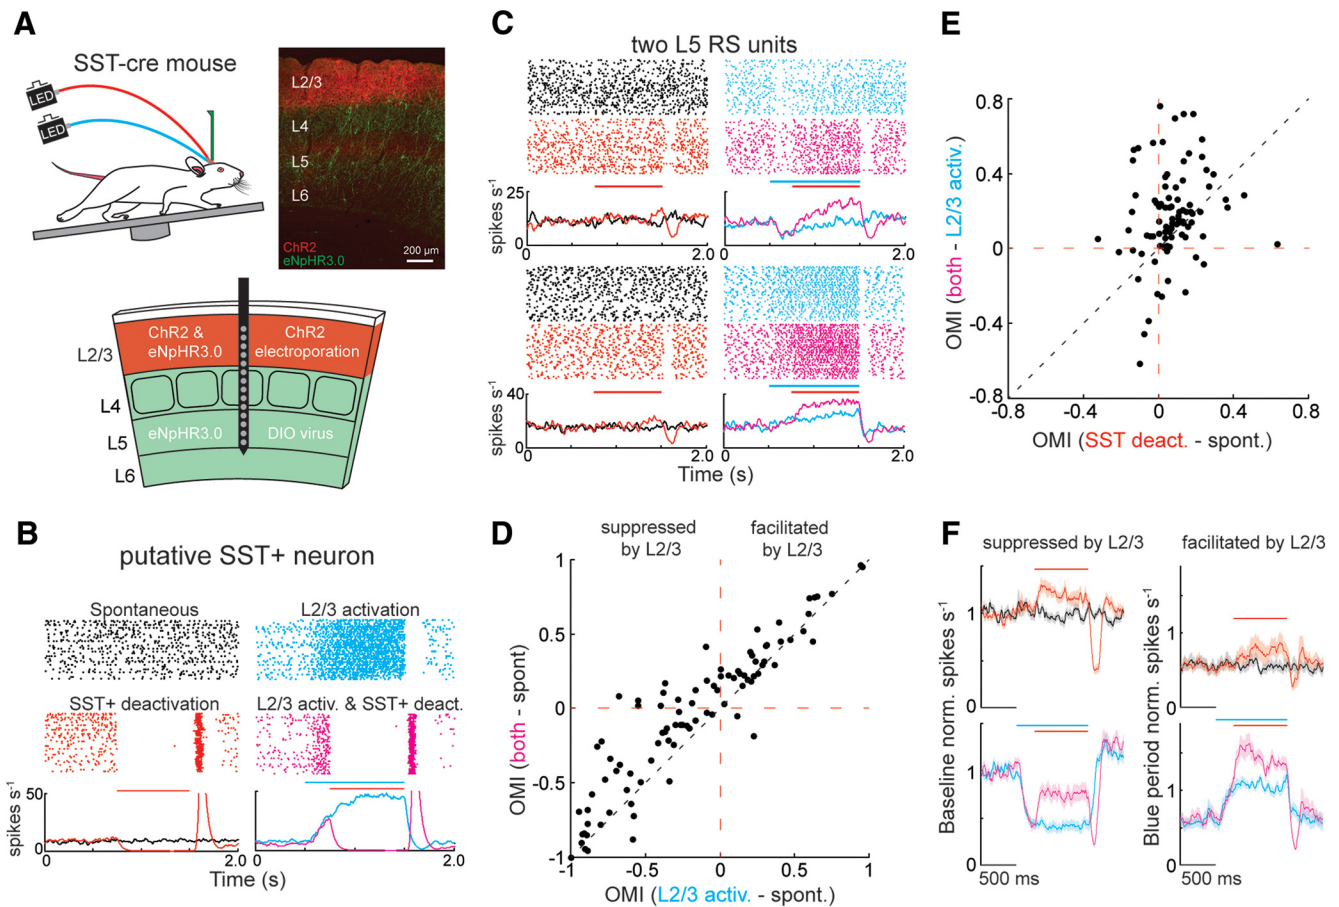 A
SST-cre mouse
LED
LED
L2/3
L4
L5
L6
ChR2
eNpHR3.0
200 µm
L2/3
L4
L5
L6
ChR2 &
eNpHR3.0
ChR2
electroporation
eNpHR3.0
DIO virus
B
putative SST+ neuron
Spontaneous
L2/3 activation
SST+ deactivation
L2/3 activ. & SST+ deact.
spikes s-1
50
0
0
2.0
0
2.0
Time (s)
C
two L5 RS units
25
spikes s-1
0
0
2.0
0
2.0
40
spikes s-1
0
0
2.0
0
2.0
Time (s)
D
suppressed
by L2/3
facilitated
by L2/3
OMI (both - spont)
1
0.5
0
-0.5
-1
-1
-0.5
0
0.5
1
OMI (L2/3 activ. - spont.)
E
OMI (both - L2/3 activ.)
0.8
0.4
0
-0.4
-0.8
-0.8
-0.4
0
0.4
0.8
OMI (SST deact. - spont.)
F
suppressed by L2/3
facilitated by L2/3
Baseline norm. spikes s-1
1
0
1
0
500 ms
Blue period norm. spikes s-1
1
0
1
0
500 ms